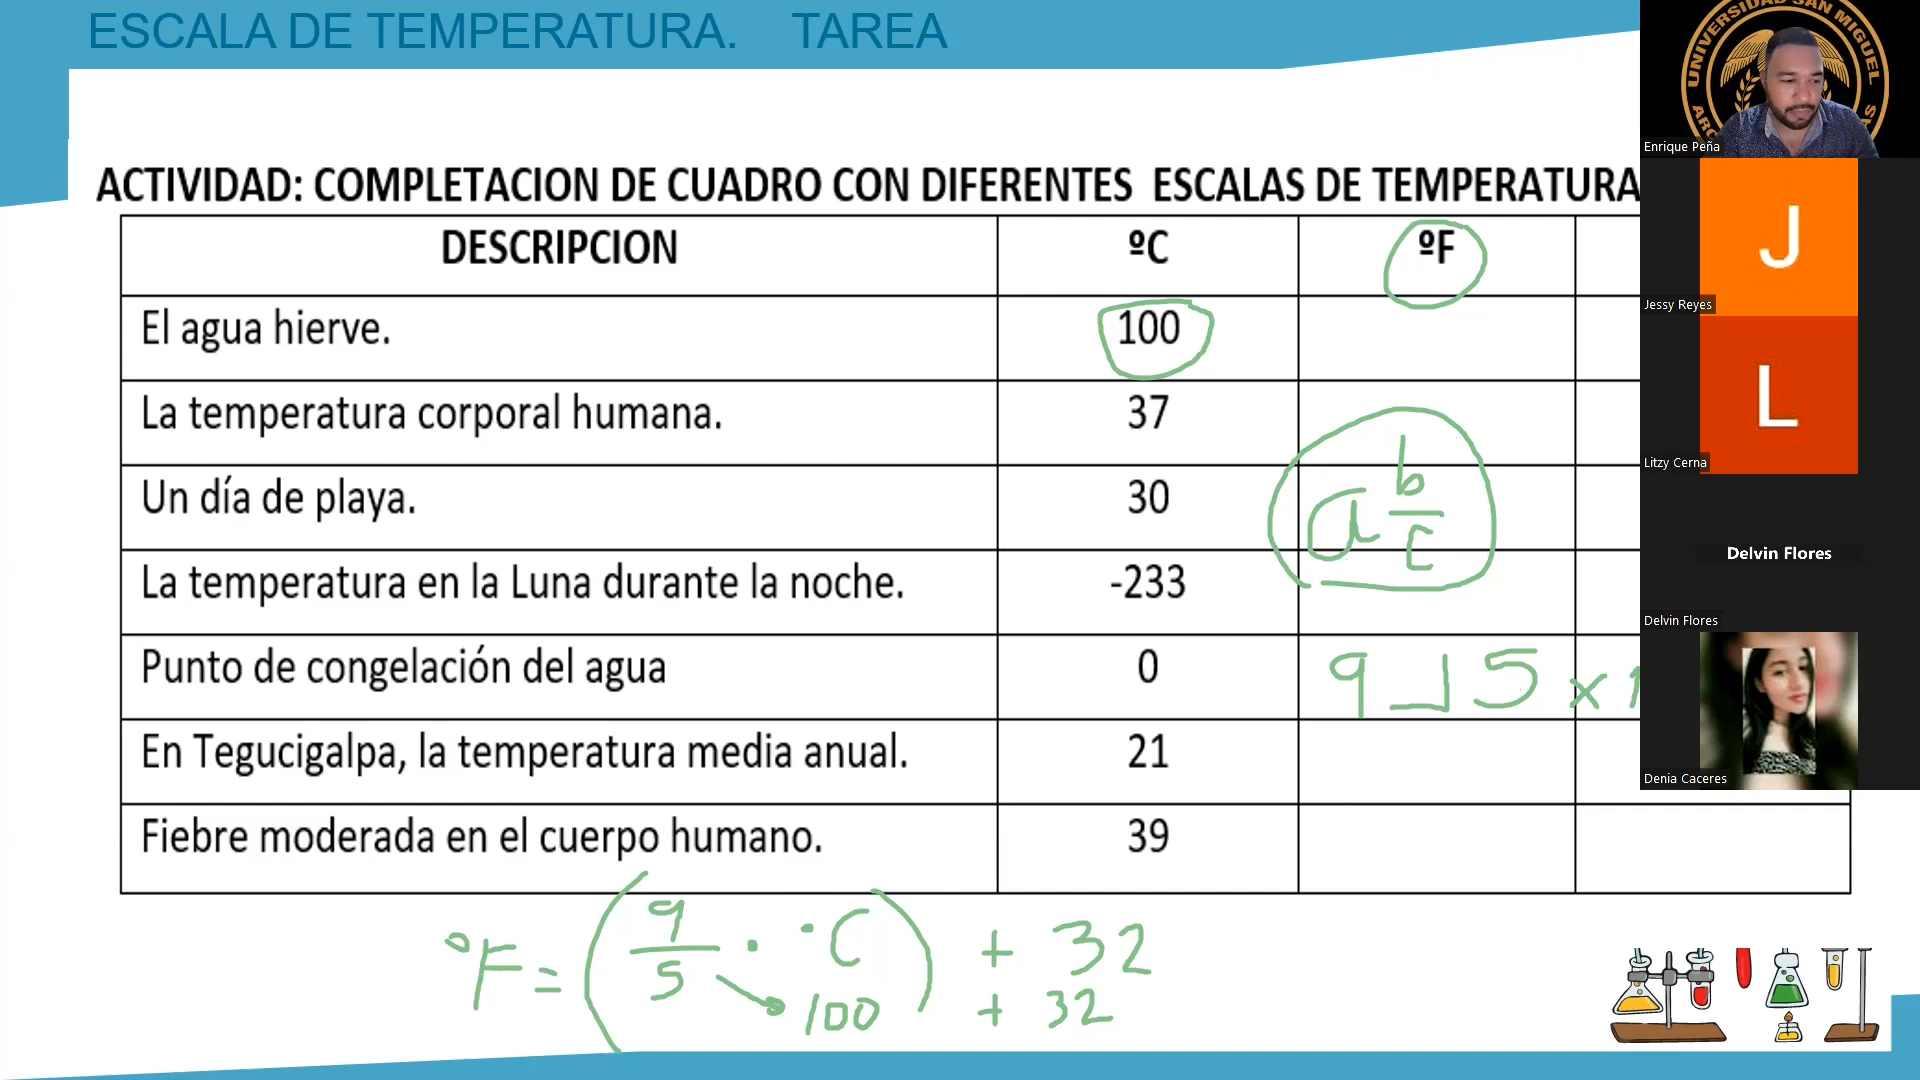 ESCALA DE TEMPERATURA. TAREA
ACTIVIDAD: COMPLETACION DE CUADRO CON DIFERENTES ESCALAS DE TEMPERATURA
DESCRIPCION ºC ºF
El agua hierve. 100
La temperatura corporal humana. 37
Un día de playa. 30
a b/c
La temperatura en la Luna durante la noche. -233
Punto de congelación del agua 0
9 ┘ 5 x 1
En Tegucigalpa, la temperatura media anual. 21
Fiebre moderada en el cuerpo humano. 39
°F = (9/5 · °C) + 32
100 + 32
UNIVERSIDAD SAN MIGUEL
Enrique Peña
J
Jessy Reyes
L
Litzy Cerna
Delvin Flores
Delvin Flores
Denia Caceres